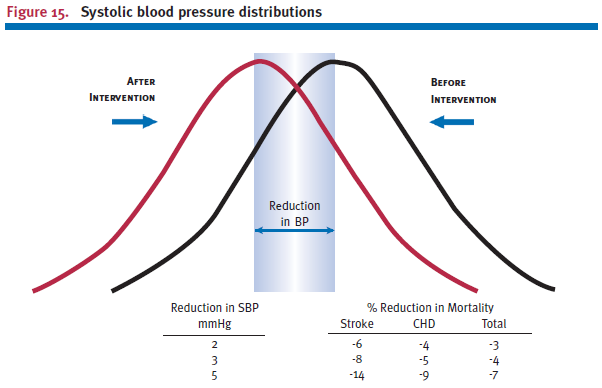 Figure 15. Systolic blood pressure distributions
AFTER
INTERVENTION
BEFORE
INTERVENTION
Reduction
in BP
Reduction in SBP
mmHg
% Reduction in Mortality
Stroke CHD Total
2 -6 -4 -3
3 -8 -5 -4
5 -14 -9 -7